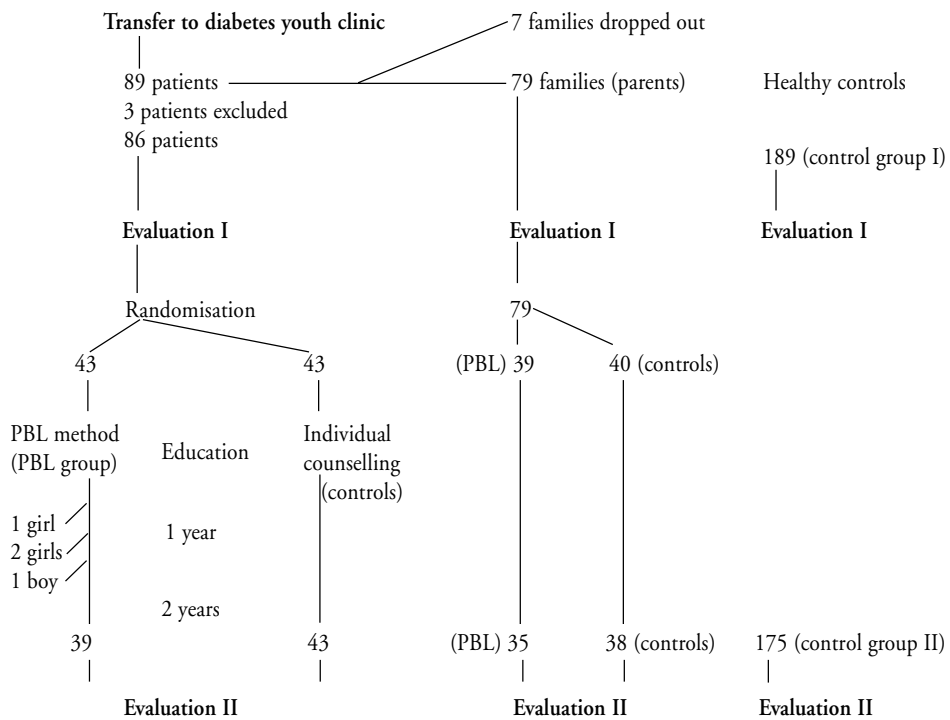 Transfer to diabetes youth clinic
7 families dropped out
89 patients
79 families (parents)
Healthy controls
3 patients excluded
86 patients
189 (control group I)
Evaluation I
Evaluation I
Evaluation I
Randomisation
79
43
43
(PBL) 39
40 (controls)
PBL method
(PBL group)
Education
Individual
counselling
(controls)
1 girl
2 girls
1 boy
1 year
2 years
39
43
(PBL) 35
38 (controls)
175 (control group II)
Evaluation II
Evaluation II
Evaluation II